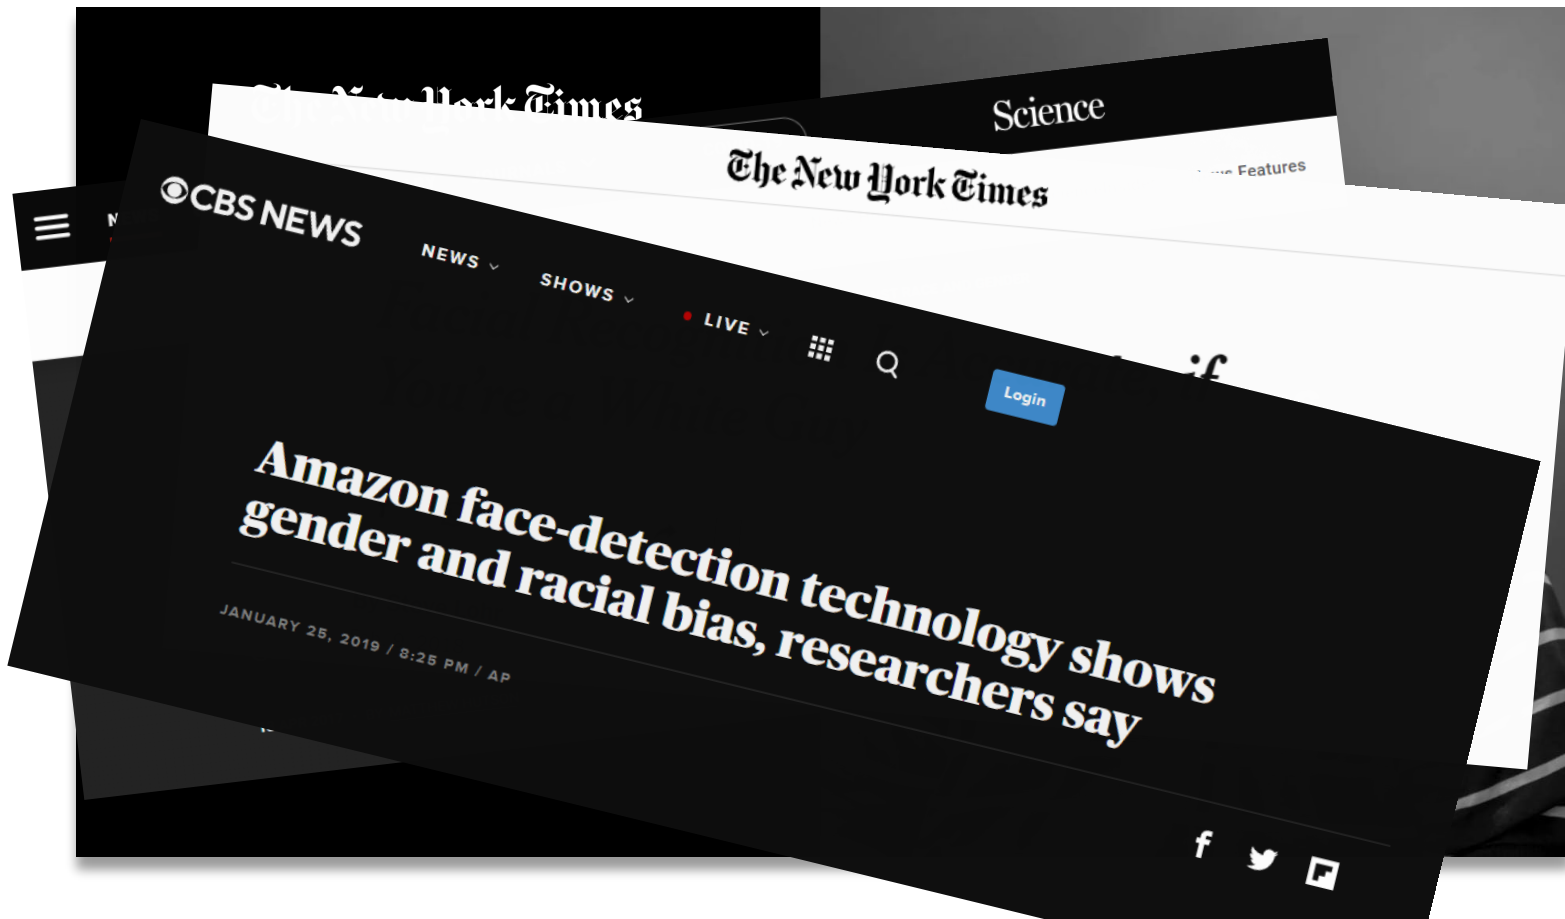 The New York Times
Science
The New York Times
Features
CBS NEWS
NEWS
SHOWS
LIVE
if
Login
Amazon face-detection technology shows
gender and racial bias, researchers say
JANUARY 25, 2019 / 8:25 PM / AP